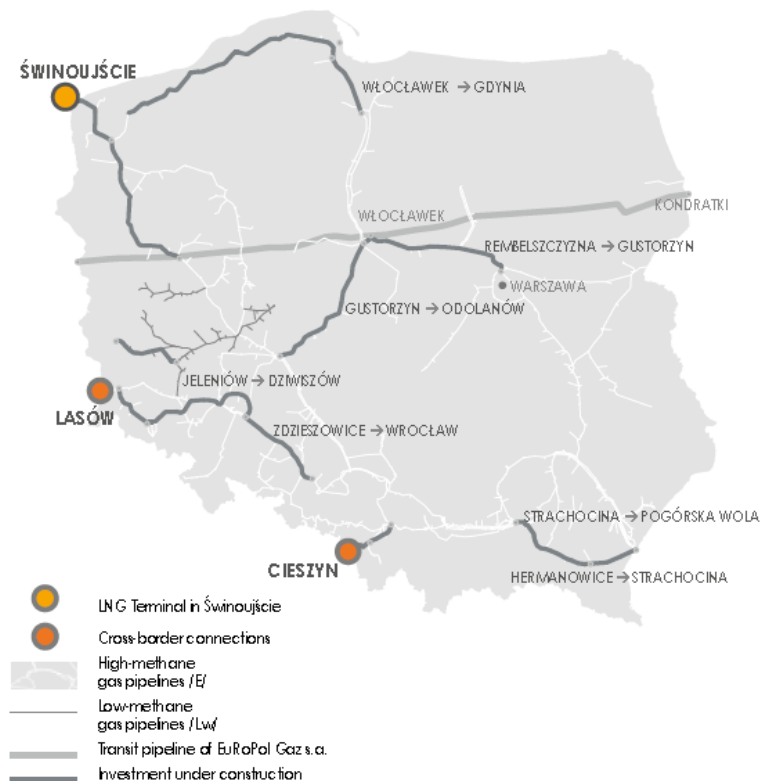 ŚWINOUJŚCIE
WŁOCŁAWEK → GDYNIA
KONDRATKI
WŁOCŁAWEK
REMBELSZCZYZNA → GUSTORZYN
WARSZAWA
GUSTORZYN → ODOLANÓW
JELENIÓW → DZIWISZÓW
LASÓW
ZDZIESZOWICE → WROCŁAW
STRACHOCINA → POGÓRSKA WOLA
CIESZYN
HERMANOWICE → STRACHOCINA
LNG Terminal in Świnoujście
Cross-border connections
High-methane
gas pipelines /E/
Low-methane
gas pipelines /Lw/
Transit pipeline of EuRoPol Gaz s.a.
Investment under construction